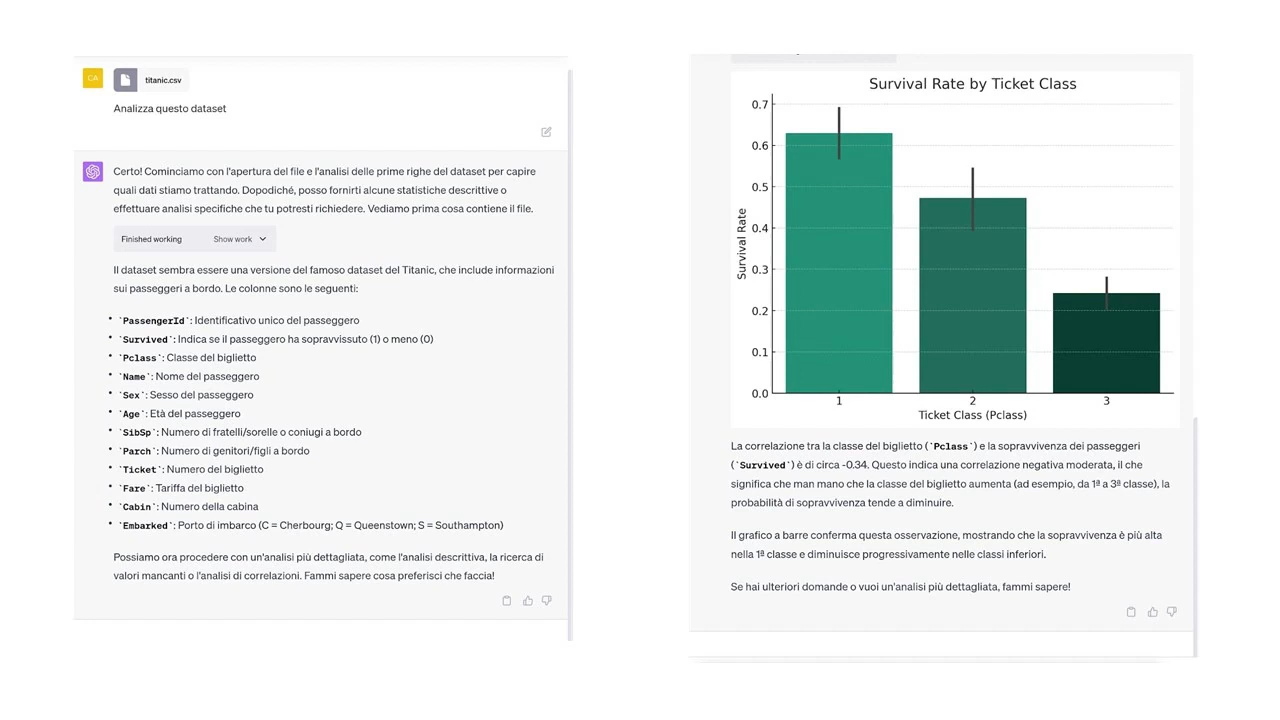 CA
titanic.csv
Analizza questo dataset
Certo! Cominciamo con l'apertura del file e l'analisi delle prime righe del dataset per capire
quali dati stiamo trattando. Dopodiché, posso fornirti alcune statistiche descrittive o
effettuare analisi specifiche che tu potresti richiedere. Vediamo prima cosa contiene il file.
Finished working Show work
Il dataset sembra essere una versione del famoso dataset del Titanic, che include informazioni
sui passeggeri a bordo. Le colonne sono le seguenti:
• `PassengerId`: Identificativo unico del passeggero
• `Survived`: Indica se il passeggero ha sopravvissuto (1) o meno (0)
• `Pclass`: Classe del biglietto
• `Name`: Nome del passeggero
• `Sex`: Sesso del passeggero
• `Age`: Età del passeggero
• `SibSp`: Numero di fratelli/sorelle o coniugi a bordo
• `Parch`: Numero di genitori/figli a bordo
• `Ticket`: Numero del biglietto
• `Fare`: Tariffa del biglietto
• `Cabin`: Numero della cabina
• `Embarked`: Porto di imbarco (C = Cherbourg; Q = Queenstown; S = Southampton)
Possiamo ora procedere con un'analisi più dettagliata, come l'analisi descrittiva, la ricerca di
valori mancanti o l'analisi di correlazioni. Fammi sapere cosa preferisci che faccia!
Survival Rate by Ticket Class
Survival Rate
0.7
0.6
0.5
0.4
0.3
0.2
0.1
0.0
1 2 3
Ticket Class (Pclass)
La correlazione tra la classe del biglietto (`Pclass`) e la sopravvivenza dei passeggeri
(`Survived`) è di circa -0.34. Questo indica una correlazione negativa moderata, il che
significa che man mano che la classe del biglietto aumenta (ad esempio, da 1ª a 3ª classe), la
probabilità di sopravvivenza tende a diminuire.
Il grafico a barre conferma questa osservazione, mostrando che la sopravvivenza è più alta
nella 1ª classe e diminuisce progressivamente nelle classi inferiori.
Se hai ulteriori domande o vuoi un'analisi più dettagliata, fammi sapere!